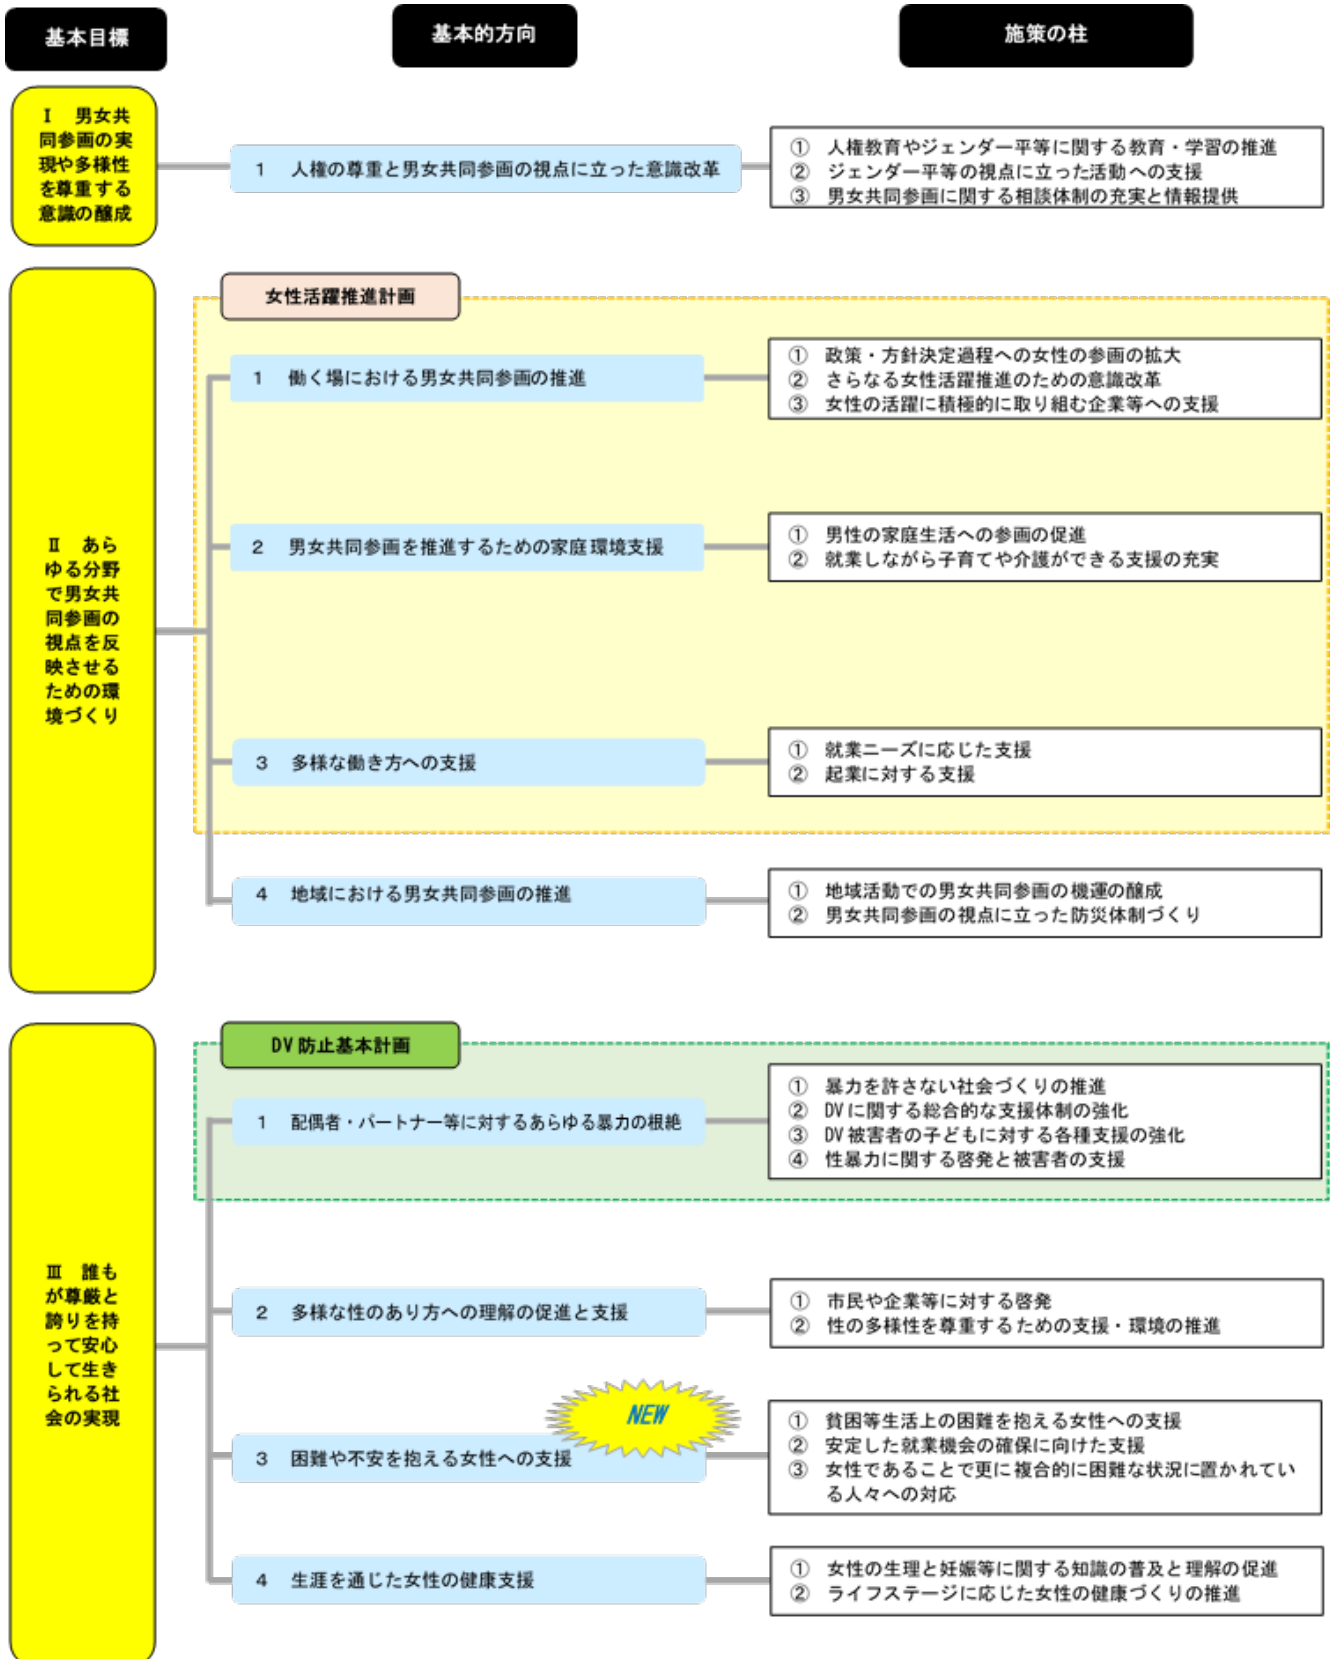 基本目標
基本的方向
施策の柱
Ⅰ 男女共
同参画の実
現や多様性
を尊重する
意識の醸成
1 人権の尊重と男女共同参画の視点に立った意識改革
① 人権教育やジェンダー平等に関する教育・学習の推進
② ジェンダー平等の視点に立った活動への支援
③ 男女共同参画に関する相談体制の充実と情報提供
Ⅱ あら
ゆる分野
で男女共
同参画の
視点を反
映させる
ための環
境づくり
女性活躍推進計画
1 働く場における男女共同参画の推進
① 政策・方針決定過程への女性の参画の拡大
② さらなる女性活躍推進のための意識改革
③ 女性の活躍に積極的に取り組む企業等への支援
2 男女共同参画を推進するための家庭環境支援
① 男性の家庭生活への参画の促進
② 就業しながら子育てや介護ができる支援の充実
3 多様な働き方への支援
① 就業ニーズに応じた支援
② 起業に対する支援
4 地域における男女共同参画の推進
① 地域活動での男女共同参画の機運の醸成
② 男女共同参画の視点に立った防災体制づくり
Ⅲ 誰も
が尊厳と
誇りを持
って安心
して生き
られる社
会の実現
DV防止基本計画
1 配偶者・パートナー等に対するあらゆる暴力の根絶
① 暴力を許さない社会づくりの推進
② DVに関する総合的な支援体制の強化
③ DV被害者の子どもに対する各種支援の強化
④ 性暴力に関する啓発と被害者の支援
2 多様な性のあり方への理解の促進と支援
① 市民や企業等に対する啓発
② 性の多様性を尊重するための支援・環境の推進
NEW
3 困難や不安を抱える女性への支援
① 貧困等生活上の困難を抱える女性への支援
② 安定した就業機会の確保に向けた支援
③ 女性であることで更に複合的に困難な状況に置かれてい
る人々への対応
4 生涯を通じた女性の健康支援
① 女性の生理と妊娠等に関する知識の普及と理解の促進
② ライフステージに応じた女性の健康づくりの推進